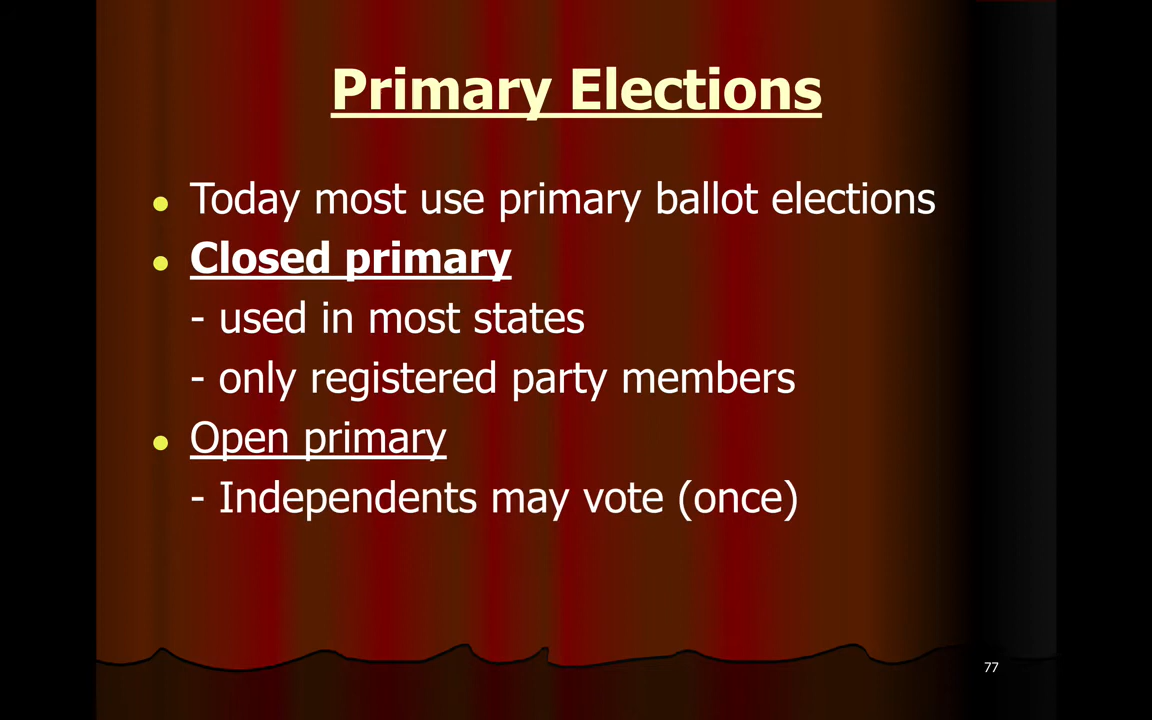 Primary Elections
● Today most use primary ballot elections
● Closed primary
- used in most states
- only registered party members
● Open primary
- Independents may vote (once)
77